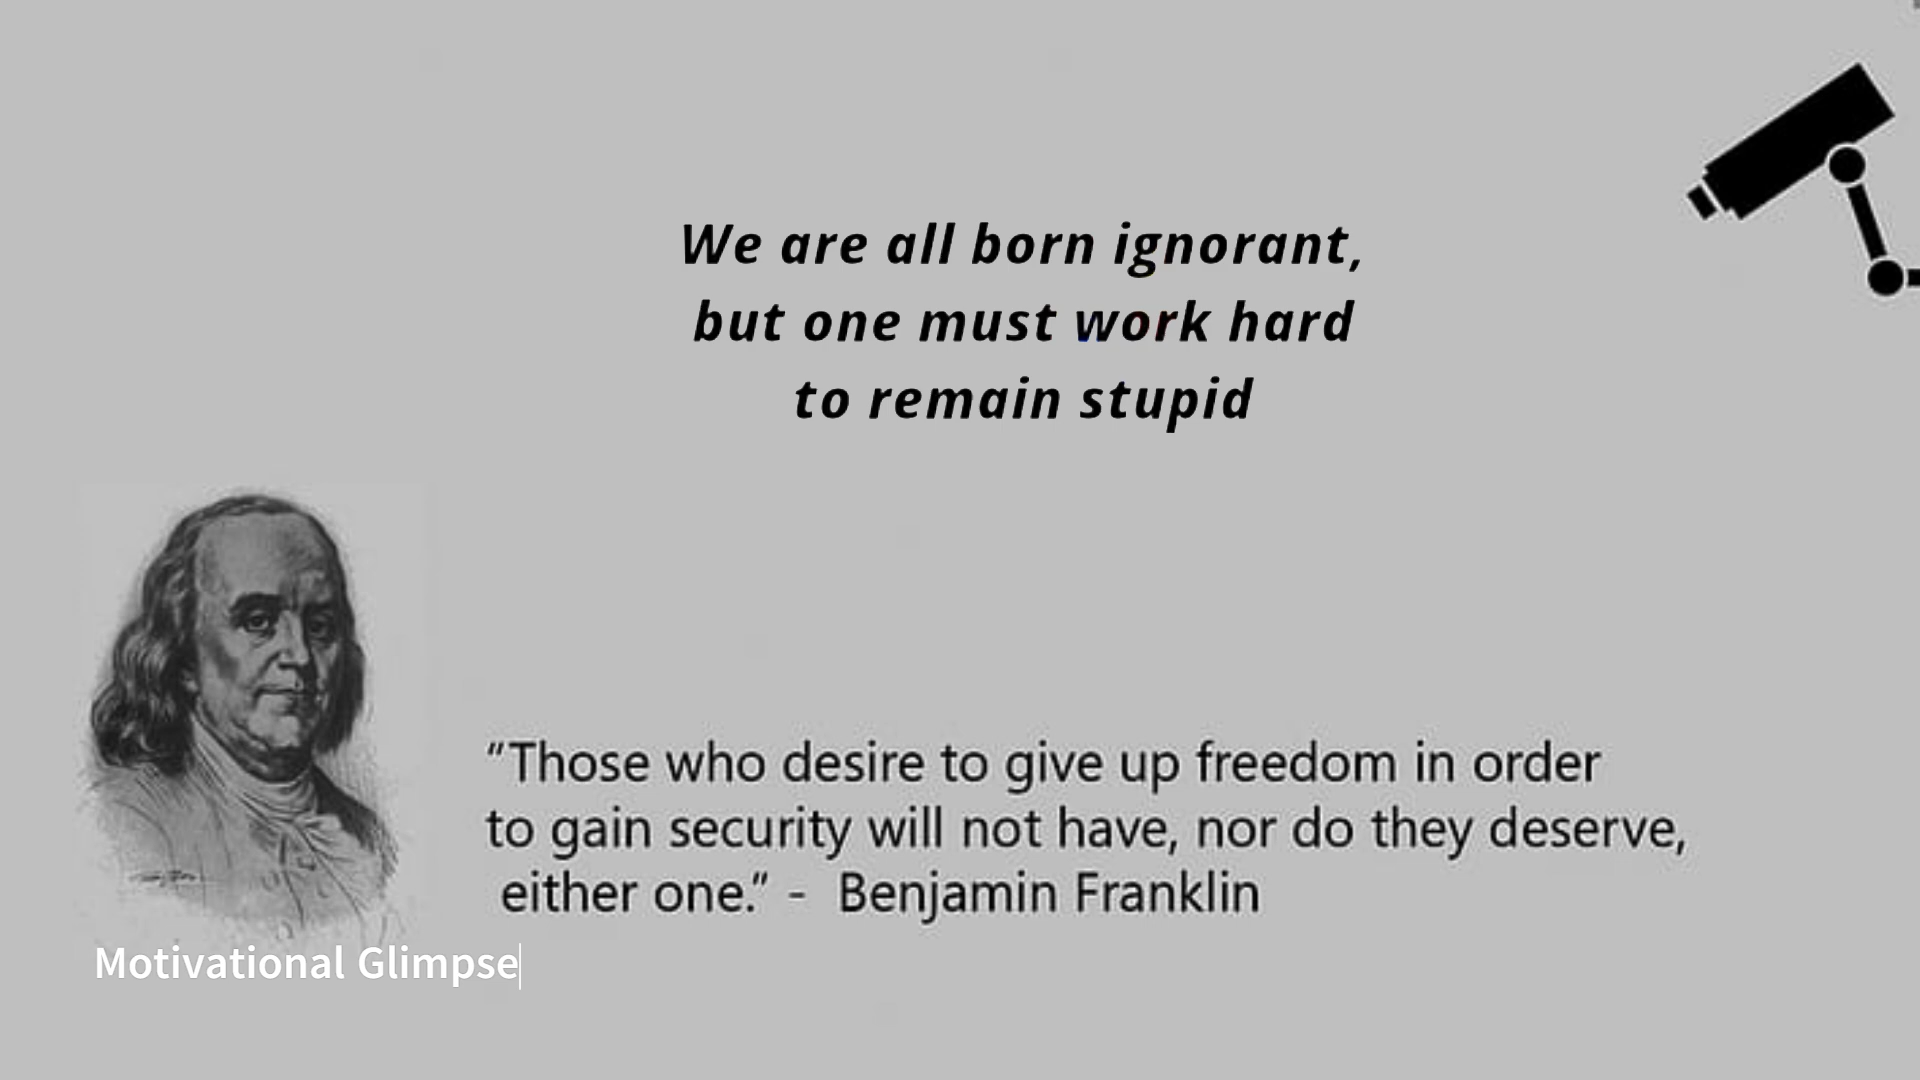 We are all born ignorant,
but one must work hard
to remain stupid
“Those who desire to give up freedom in order
to gain security will not have, nor do they deserve,
either one.” - Benjamin Franklin
Motivational Glimpse